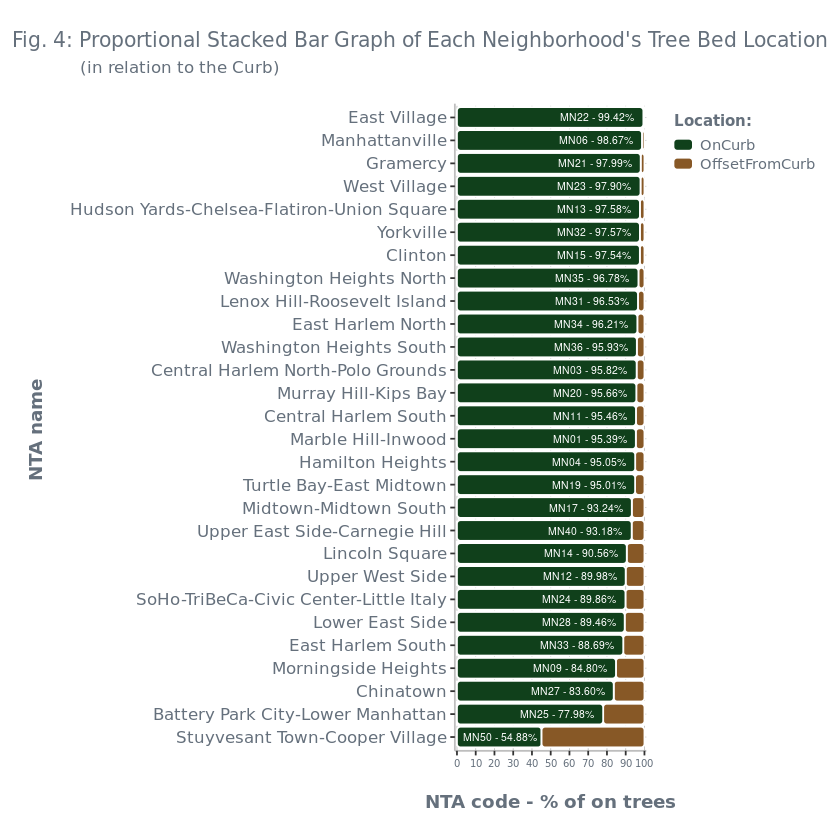 Fig. 4: Proportional Stacked Bar Graph of Each Neighborhood's Tree Bed Location
(in relation to the Curb)
Location:
OnCurb
OffsetFromCurb
NTA name
East Village MN22 - 99.42%
Manhattanville MN06 - 98.67%
Gramercy MN21 - 97.99%
West Village MN23 - 97.90%
Hudson Yards-Chelsea-Flatiron-Union Square MN13 - 97.58%
Yorkville MN32 - 97.57%
Clinton MN15 - 97.54%
Washington Heights North MN35 - 96.78%
Lenox Hill-Roosevelt Island MN31 - 96.53%
East Harlem North MN34 - 96.21%
Washington Heights South MN36 - 95.93%
Central Harlem North-Polo Grounds MN03 - 95.82%
Murray Hill-Kips Bay MN20 - 95.66%
Central Harlem South MN11 - 95.46%
Marble Hill-Inwood MN01 - 95.39%
Hamilton Heights MN04 - 95.05%
Turtle Bay-East Midtown MN19 - 95.01%
Midtown-Midtown South MN17 - 93.24%
Upper East Side-Carnegie Hill MN40 - 93.18%
Lincoln Square MN14 - 90.56%
Upper West Side MN12 - 89.98%
SoHo-TriBeCa-Civic Center-Little Italy MN24 - 89.86%
Lower East Side MN28 - 89.46%
East Harlem South MN33 - 88.69%
Morningside Heights MN09 - 84.80%
Chinatown MN27 - 83.60%
Battery Park City-Lower Manhattan MN25 - 77.98%
Stuyvesant Town-Cooper Village MN50 - 54.88%
0 10 20 30 40 50 60 70 80 90 100
NTA code - % of on trees